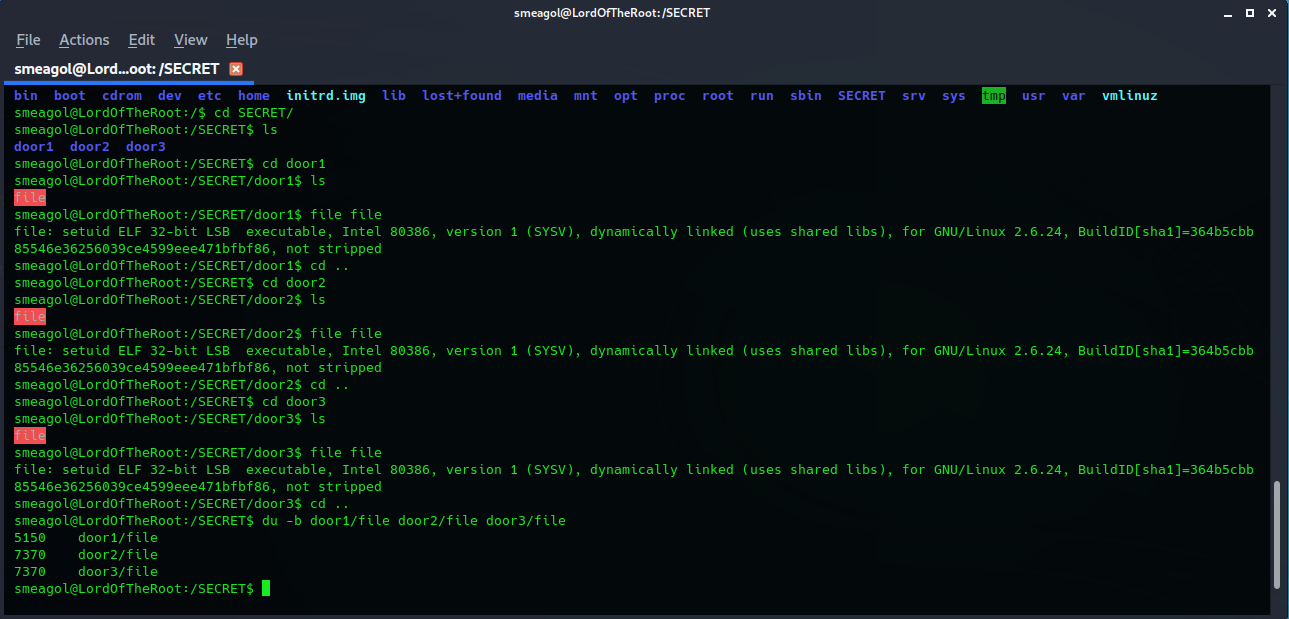 smeagol@LordOfTheRoot: /SECRET
File Actions Edit View Help
smeagol@Lord...oot: /SECRET
bin boot cdrom dev etc home initrd.img lib lost+found media mnt opt proc root run sbin SECRET srv sys tmp usr var vmlinuz
smeagol@LordOfTheRoot:/$ cd SECRET/
smeagol@LordOfTheRoot:/SECRET$ ls
door1 door2 door3
smeagol@LordOfTheRoot:/SECRET$ cd door1
smeagol@LordOfTheRoot:/SECRET/door1$ ls
file
smeagol@LordOfTheRoot:/SECRET/door1$ file file
file: setuid ELF 32-bit LSB  executable, Intel 80386, version 1 (SYSV), dynamically linked (uses shared libs), for GNU/Linux 2.6.24, BuildID[sha1]=364b5cbb
85546e36256039ce4599eee471bfbf86, not stripped
smeagol@LordOfTheRoot:/SECRET/door1$ cd ..
smeagol@LordOfTheRoot:/SECRET$ cd door2
smeagol@LordOfTheRoot:/SECRET/door2$ ls
file
smeagol@LordOfTheRoot:/SECRET/door2$ file file
file: setuid ELF 32-bit LSB  executable, Intel 80386, version 1 (SYSV), dynamically linked (uses shared libs), for GNU/Linux 2.6.24, BuildID[sha1]=364b5cbb
85546e36256039ce4599eee471bfbf86, not stripped
smeagol@LordOfTheRoot:/SECRET/door2$ cd ..
smeagol@LordOfTheRoot:/SECRET$ cd door3
smeagol@LordOfTheRoot:/SECRET/door3$ ls
file
smeagol@LordOfTheRoot:/SECRET/door3$ file file
file: setuid ELF 32-bit LSB  executable, Intel 80386, version 1 (SYSV), dynamically linked (uses shared libs), for GNU/Linux 2.6.24, BuildID[sha1]=364b5cbb
85546e36256039ce4599eee471bfbf86, not stripped
smeagol@LordOfTheRoot:/SECRET/door3$ cd ..
smeagol@LordOfTheRoot:/SECRET$ du -b door1/file door2/file door3/file
5150 door1/file
7370 door2/file
7370 door3/file
smeagol@LordOfTheRoot:/SECRET$